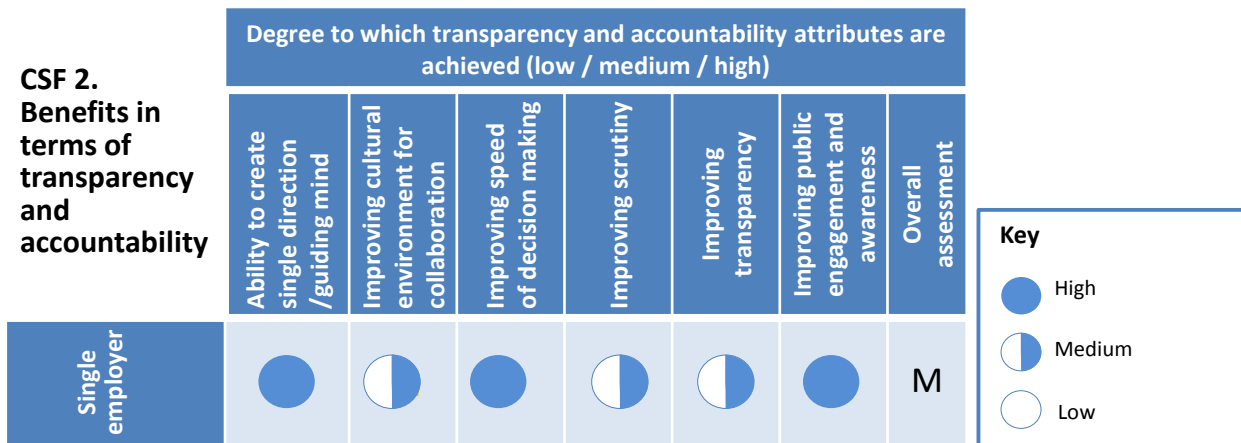 CSF 2.
Benefits in
terms of
transparency
and
accountability
Degree to which transparency and accountability attributes are
achieved (low / medium / high)
Ability to create
single direction
/guiding mind
Improving cultural
environment for
collaboration
Improving speed
of decision making
Improving scrutiny
Improving
transparency
Improving public
engagement and
awareness
Overall
assessment
Single
employer
M
Key
High
Medium
Low